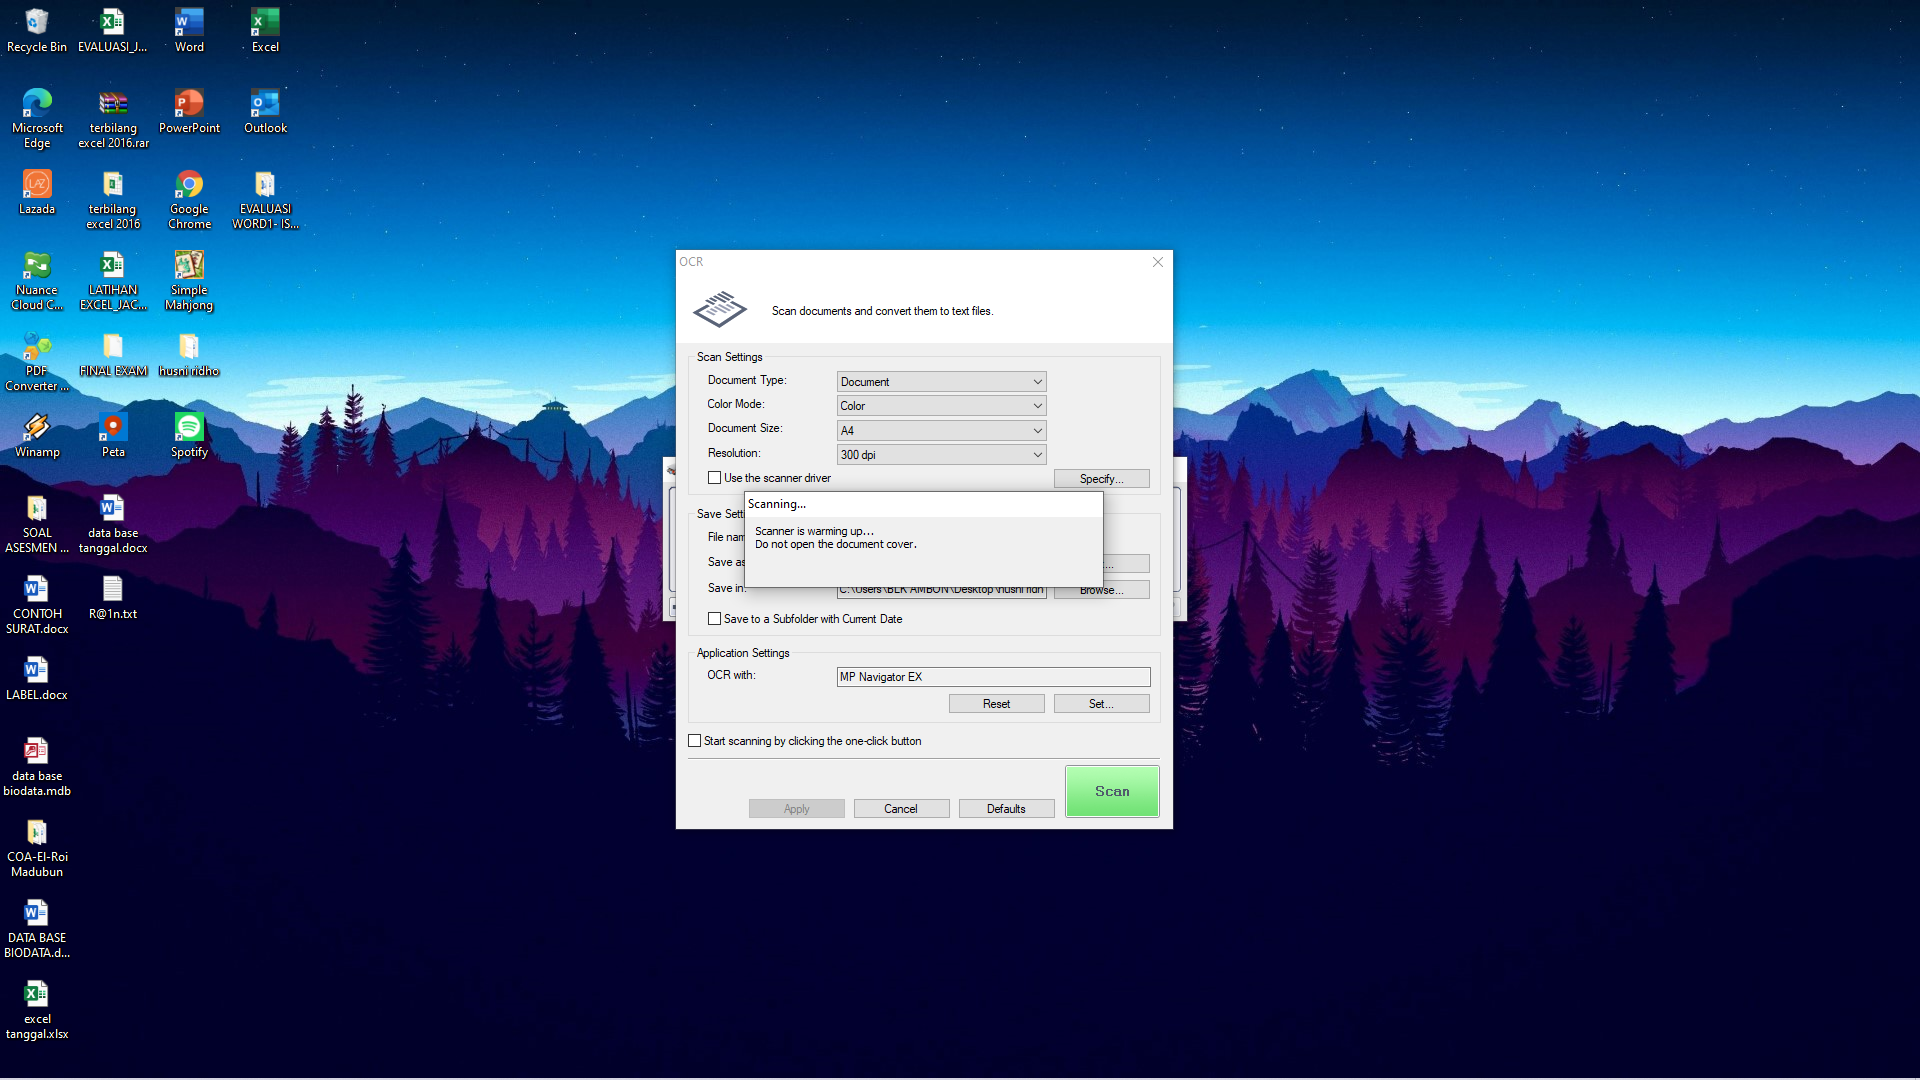 Recycle Bin
EVALUASI_J...
Word
Excel
Microsoft
Edge
terbilang
excel 2016.rar
PowerPoint
Outlook
Lazada
terbilang
excel 2016
Google
Chrome
EVALUASI
WORD1- IS...
Nuance
Cloud C...
LATIHAN
EXCEL_JAC...
Simple
Mahjong
PDF
Converter ...
FINAL EXAM
husni ridho
Winamp
Peta
Spotify
SOAL
ASESMEN ...
data base
tanggal.docx
CONTOH
SURAT.docx
R@1n.txt
LABEL.docx
data base
biodata.mdb
COA-El-Roi
Madubun
DATA BASE
BIODATA.d...
excel
tanggal.xlsx
OCR
Scan documents and convert them to text files.
Scan Settings
Document Type:
Document
Color Mode:
Color
Document Size:
A4
Resolution:
300 dpi
Use the scanner driver
Specify...
Scanning...
Scanner is warming up...
Do not open the document cover.
Save Setti
File nam
Save as
...
Save in:
C:\Users\BLK AMBON\Desktop\husni ridh
Browse...
Save to a Subfolder with Current Date
Application Settings
OCR with:
MP Navigator EX
Reset
Set...
Start scanning by clicking the one-click button
Apply
Cancel
Defaults
Scan